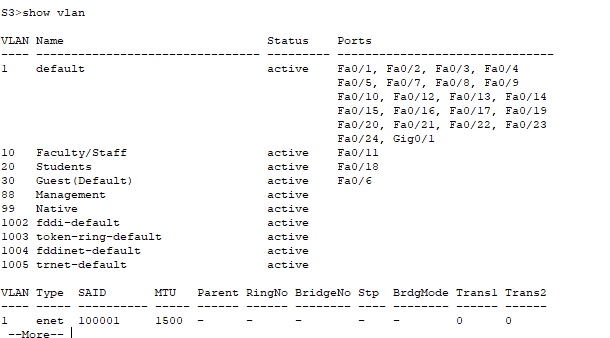 S3>show vlan
VLAN Name                             Status    Ports
---- -------------------------------- --------- -------------------------------
1    default                          active    Fa0/1, Fa0/2, Fa0/3, Fa0/4
                                                Fa0/5, Fa0/7, Fa0/8, Fa0/9
                                                Fa0/10, Fa0/12, Fa0/13, Fa0/14
                                                Fa0/15, Fa0/16, Fa0/17, Fa0/19
                                                Fa0/20, Fa0/21, Fa0/22, Fa0/23
                                                Fa0/24, Gig0/1
10   Faculty/Staff                    active    Fa0/11
20   Students                         active    Fa0/18
30   Guest(Default)                   active    Fa0/6
88   Management                       active
99   Native                           active
1002 fddi-default                     active
1003 token-ring-default               active
1004 fddinet-default                  active
1005 trnet-default                    active
VLAN Type  SAID       MTU   Parent RingNo BridgeNo Stp  BrdgMode Trans1 Trans2
---- ----- ---------- ----- ------ ------ -------- ---- -------- ------ ------
1    enet  100001     1500  -      -      -        -    -        0      0
 --More--